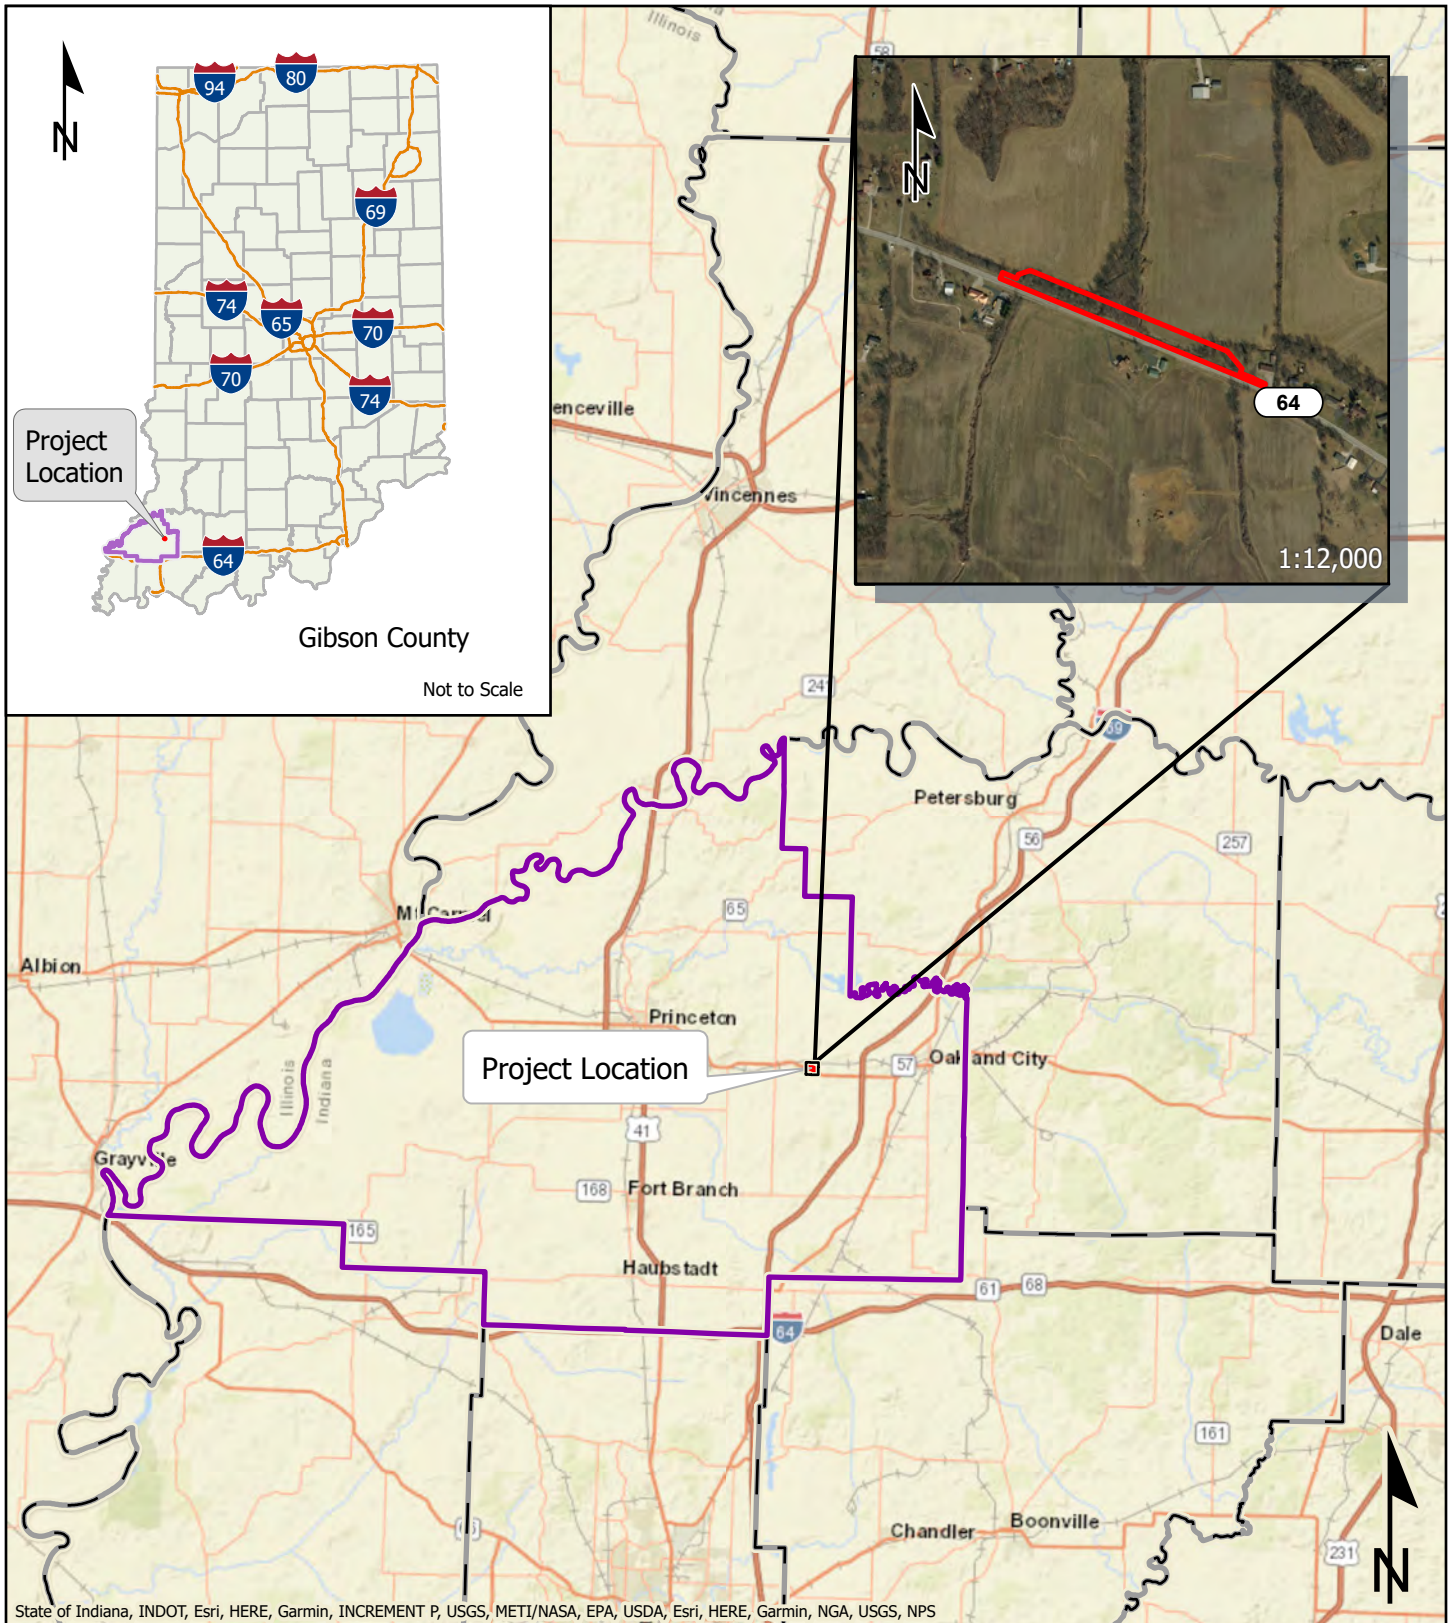 N
94
80
69
74
65
70
70
74
64
Project
Location
Gibson County
Not to Scale
Illinois
58
N
64
1:12,000
enceville
Vincennes
241
69
Petersburg
56
257
Mt Carmel
65
Albion
Princeton
Project Location
57
Oakland City
Illinois
Indiana
41
Grayville
168
Fort Branch
165
Haubstadt
61
68
64
Dale
161
Chandler
Boonville
231
N
State of Indiana, INDOT, Esri, HERE, Garmin, INCREMENT P, USGS, METI/NASA, EPA, USDA, Esri, HERE, Garmin, NGA, USGS, NPS